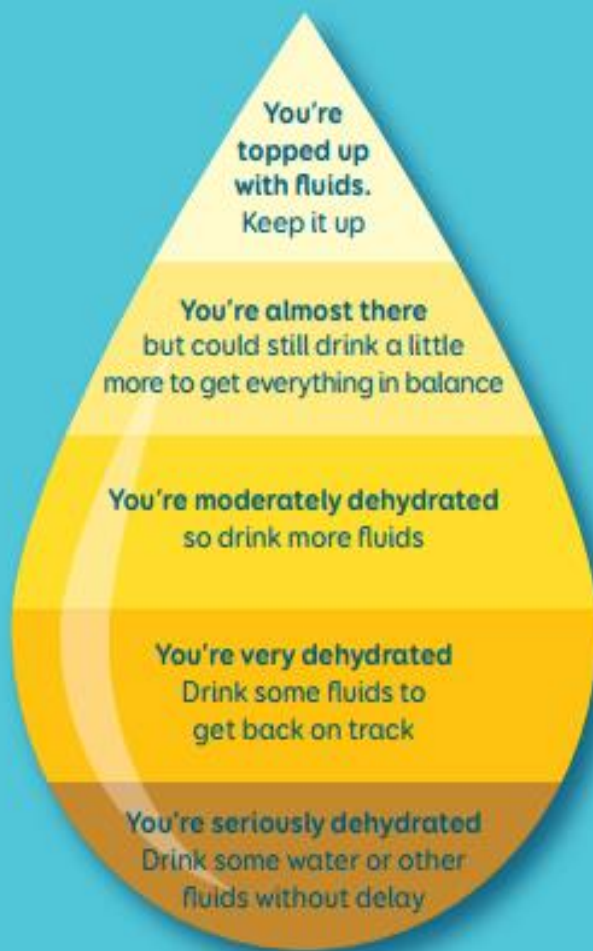 You're
topped up
with fluids.
Keep it up
You're almost there
but could still drink a little
more to get everything in balance
You're moderately dehydrated
so drink more fluids
You're very dehydrated
Drink some fluids to
get back on track
You're seriously dehydrated
Drink some water or other
fluids without delay